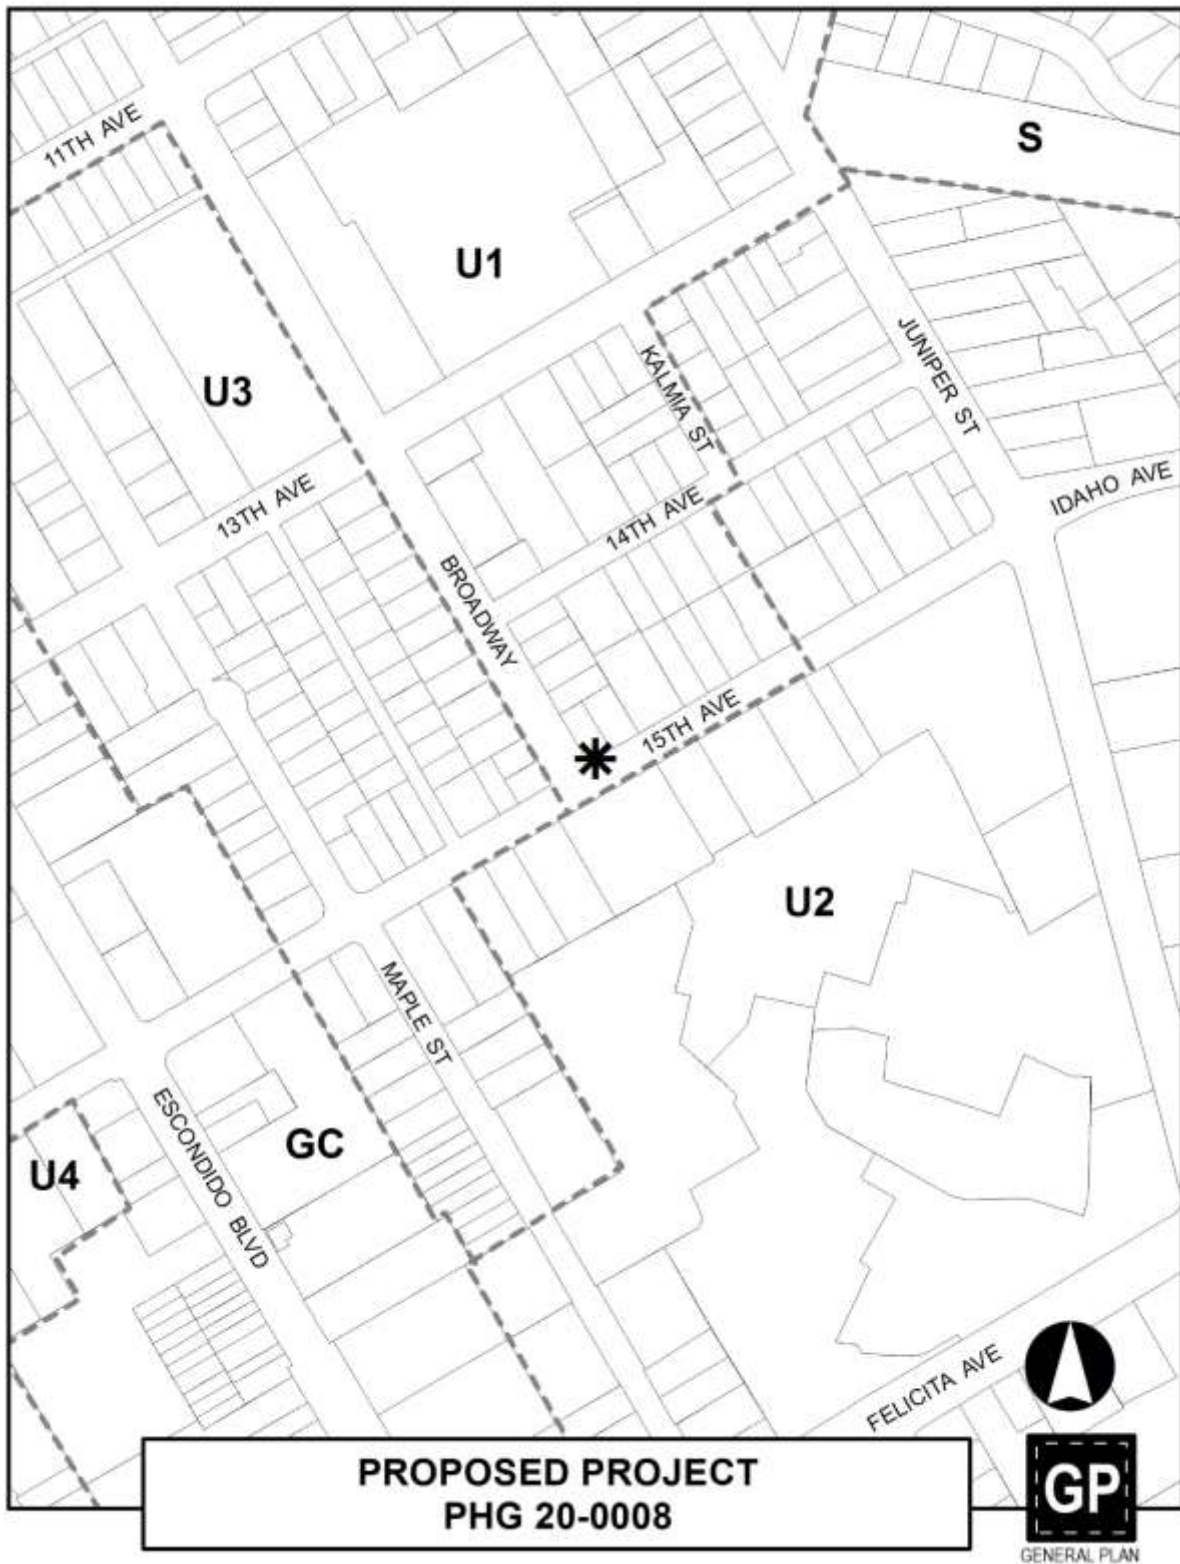 11TH AVE
S
U1
JUNIPER ST
KALMIA ST
U3
IDAHO AVE
13TH AVE
14TH AVE
BROADWAY
15TH AVE
U2
MAPLE ST
ESCONDIDO BLVD
GC
U4
FELICITA AVE
PROPOSED PROJECT
PHG 20-0008
GP
GENERAL PLAN